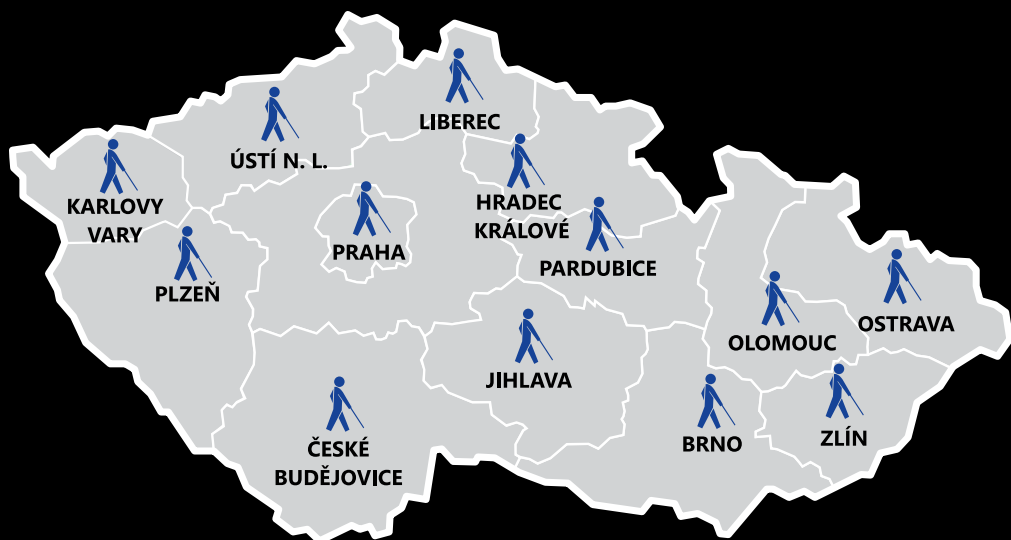 LIBEREC
ÚSTÍ N. L.
KARLOVY
VARY
HRADEC
KRÁLOVÉ
PRAHA
PARDUBICE
PLZEŇ
OSTRAVA
OLOMOUC
JIHLAVA
BRNO
ZLÍN
ČESKÉ
BUDĚJOVICE